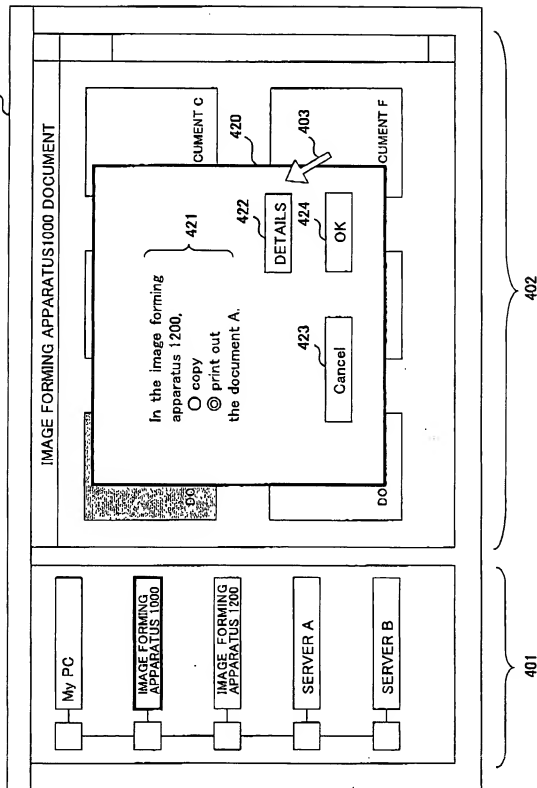 IMAGE FORMING APPARATUS1000 DOCUMENT
My PC
IMAGE FORMING
APPARATUS 1000
IMAGE FORMING
APPARATUS 1200
SERVER A
SERVER B
401
DO
CUMENT C
DO
CUMENT F
420
In the image forming
apparatus 1200,
copy
print out
the document A.
421
422
DETAILS
403
423
Cancel
424
OK
402